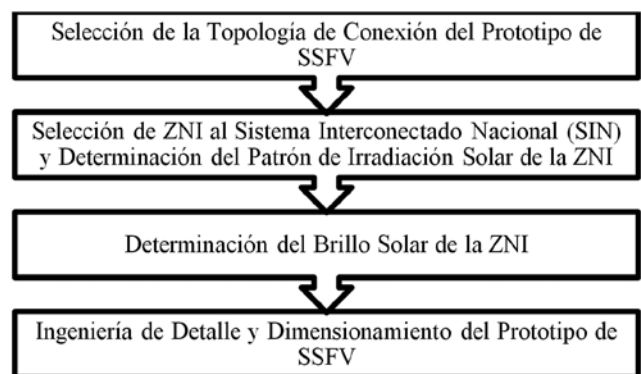 Selección de la Topología de Conexión del Prototipo de
SSFV
Selección de ZNI al Sistema Interconectado Nacional (SIN)
y Determinación del Patrón de Irradiación Solar de la ZNI
Determinación del Brillo Solar de la ZNI
Ingeniería de Detalle y Dimensionamiento del Prototipo de
SSFV